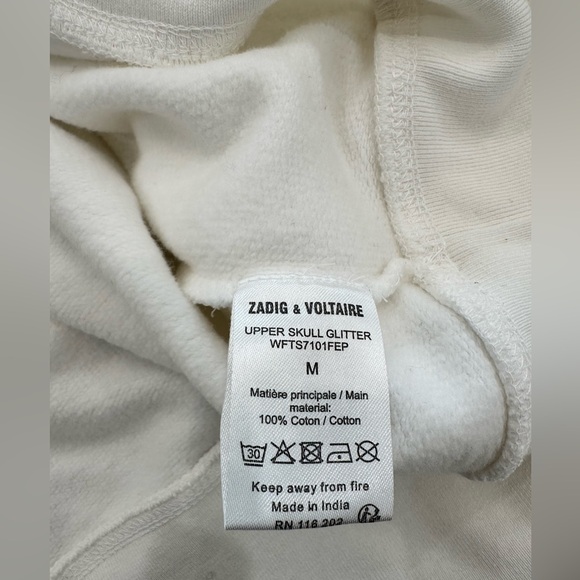 ZADIG & VOLTAIRE
UPPER SKULL GLITTER
WFTS7101FEP
M
Matière principale / Main
material:
100% Coton / Cotton
30
Keep away from fire
Made in India
RN 116 202